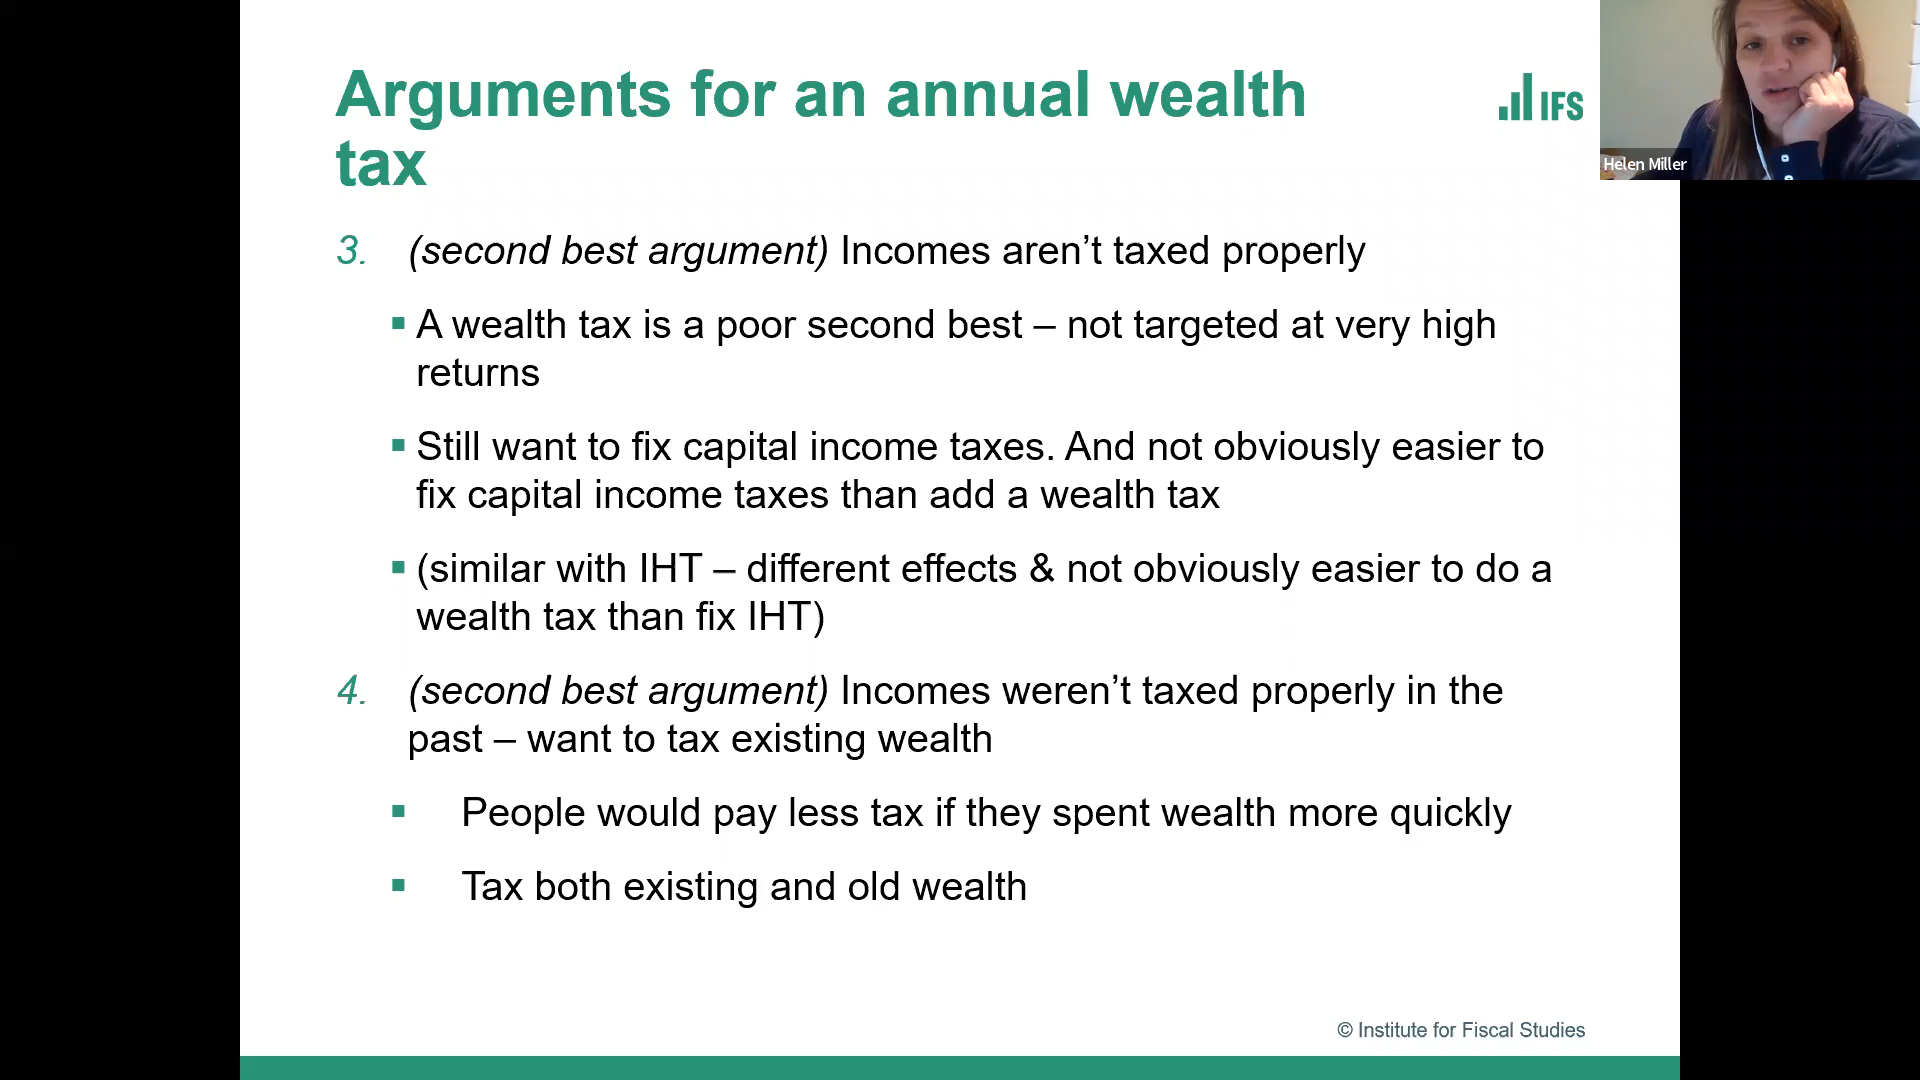 Arguments for an annual wealth
tax
IFS
Helen Miller
3. (second best argument) Incomes aren’t taxed properly
▪ A wealth tax is a poor second best – not targeted at very high
returns
▪ Still want to fix capital income taxes. And not obviously easier to
fix capital income taxes than add a wealth tax
▪ (similar with IHT – different effects & not obviously easier to do a
wealth tax than fix IHT)
4. (second best argument) Incomes weren’t taxed properly in the
past – want to tax existing wealth
▪ People would pay less tax if they spent wealth more quickly
▪ Tax both existing and old wealth
© Institute for Fiscal Studies